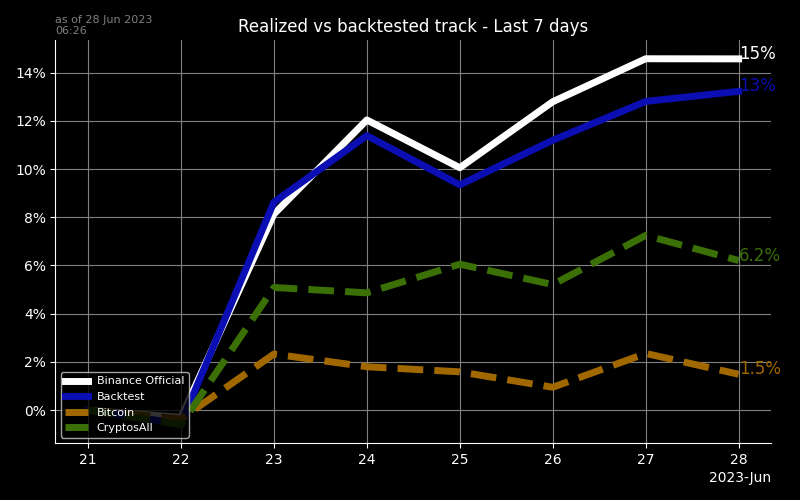 as of 28 Jun 2023
06:26
Realized vs backtested track - Last 7 days
15%
14%
13%
12%
10%
8%
6%
6.2%
4%
2%
1.5%
0%
Binance Official
Backtest
Bitcoin
CryptosAll
21 22 23 24 25 26 27 28
2023-Jun